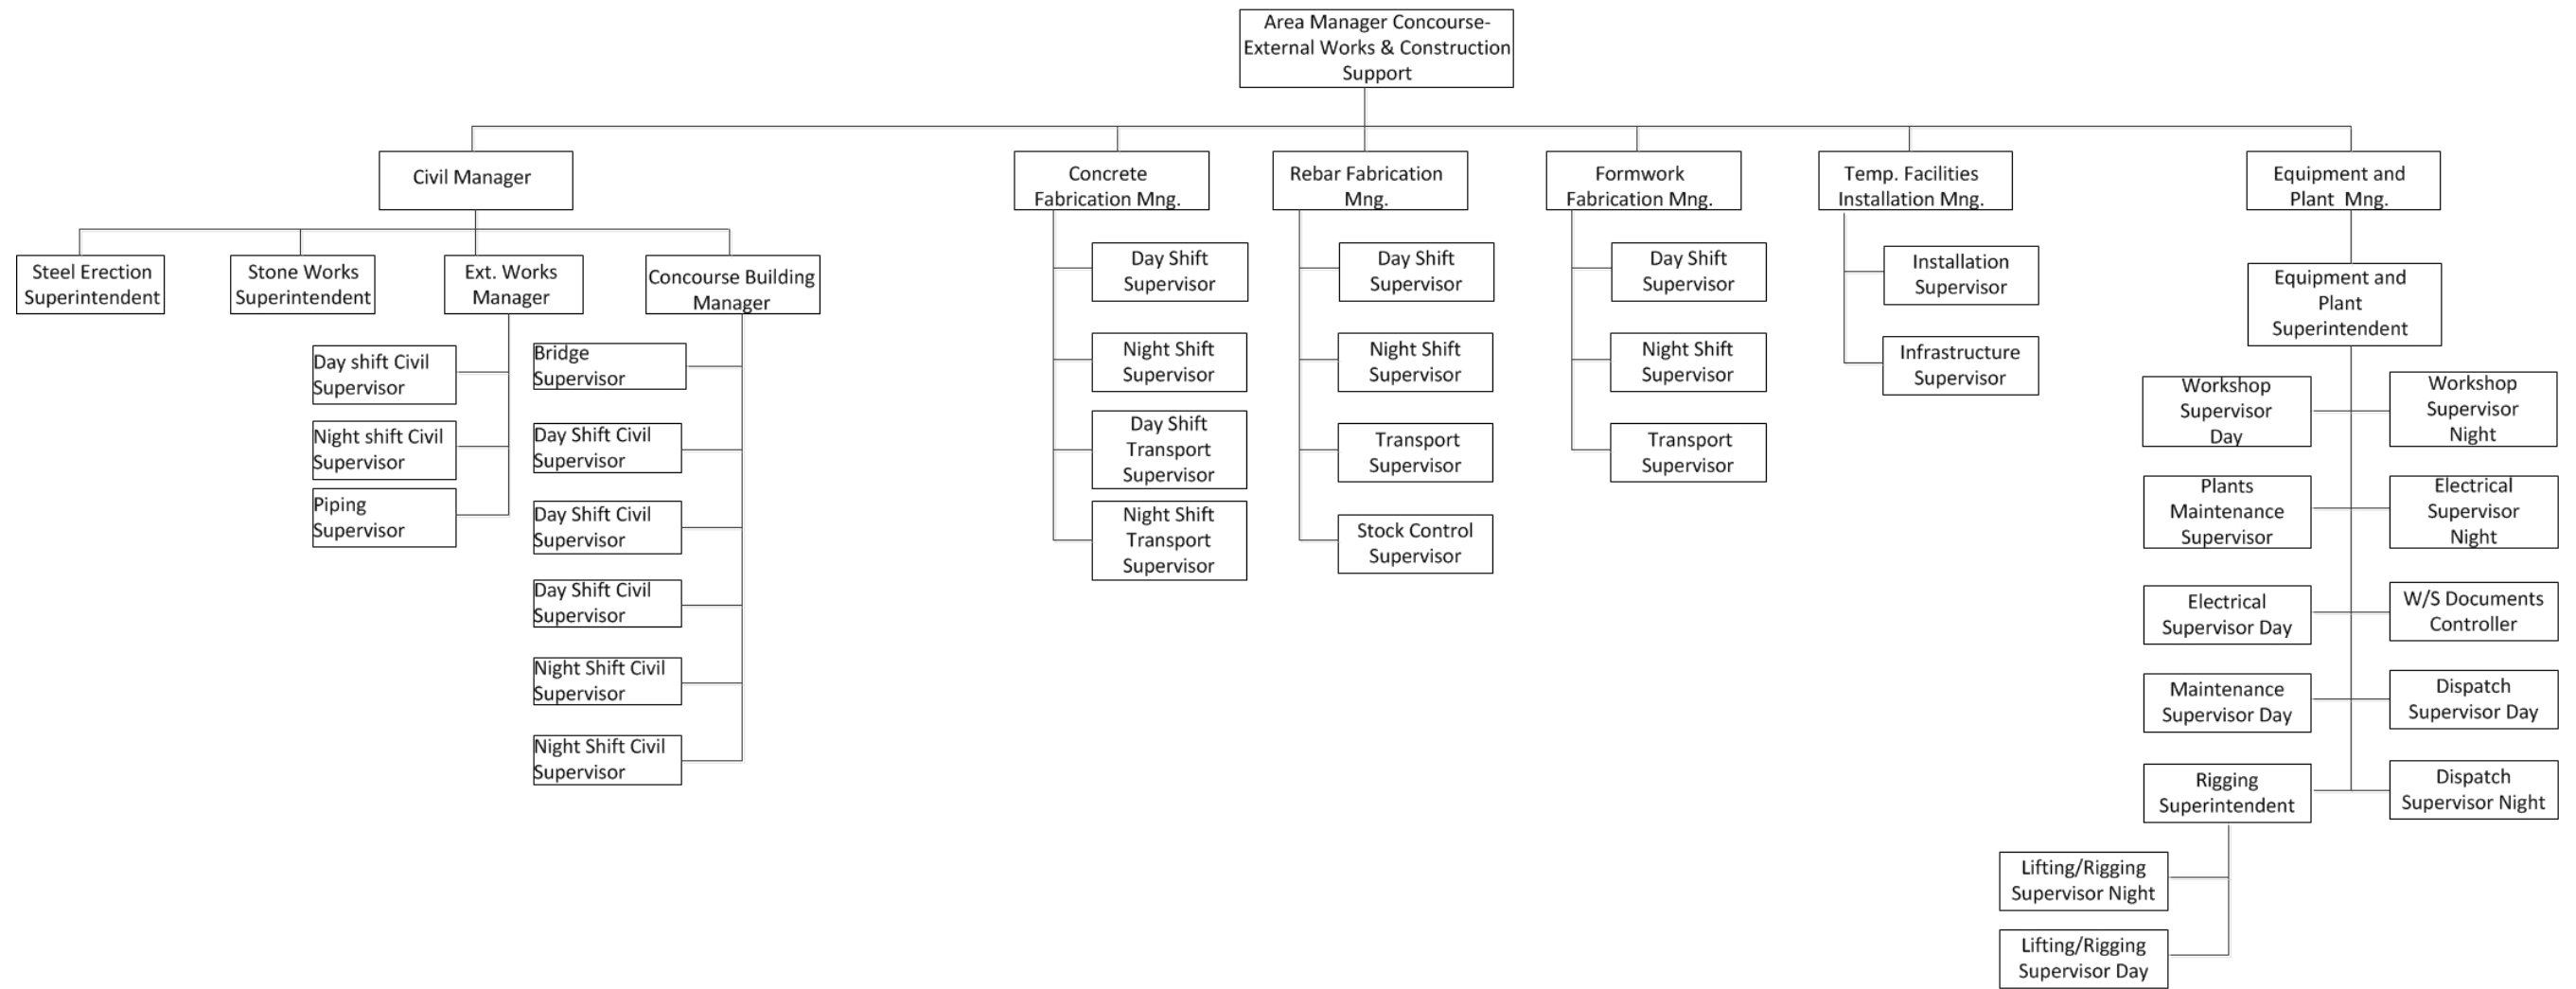 Area Manager Concourse-
External Works & Construction
Support
Civil Manager
Concrete
Fabrication Mng.
Rebar Fabrication
Mng.
Formwork
Fabrication Mng.
Temp. Facilities
Installation Mng.
Equipment and
Plant Mng.
Steel Erection
Superintendent
Stone Works
Superintendent
Ext. Works
Manager
Concourse Building
Manager
Day shift Civil
Supervisor
Night shift Civil
Supervisor
Piping
Supervisor
Bridge
Supervisor
Day Shift Civil
Supervisor
Day Shift Civil
Supervisor
Day Shift Civil
Supervisor
Night Shift Civil
Supervisor
Night Shift Civil
Supervisor
Day Shift
Supervisor
Night Shift
Supervisor
Day Shift
Transport
Supervisor
Night Shift
Transport
Supervisor
Day Shift
Supervisor
Night Shift
Supervisor
Transport
Supervisor
Stock Control
Supervisor
Day Shift
Supervisor
Night Shift
Supervisor
Transport
Supervisor
Installation
Supervisor
Infrastructure
Supervisor
Equipment and
Plant
Superintendent
Workshop
Supervisor
Day
Workshop
Supervisor
Night
Plants
Maintenance
Supervisor
Electrical
Supervisor
Night
Electrical
Supervisor Day
W/S Documents
Controller
Maintenance
Supervisor Day
Dispatch
Supervisor Day
Rigging
Superintendent
Dispatch
Supervisor Night
Lifting/Rigging
Supervisor Night
Lifting/Rigging
Supervisor Day